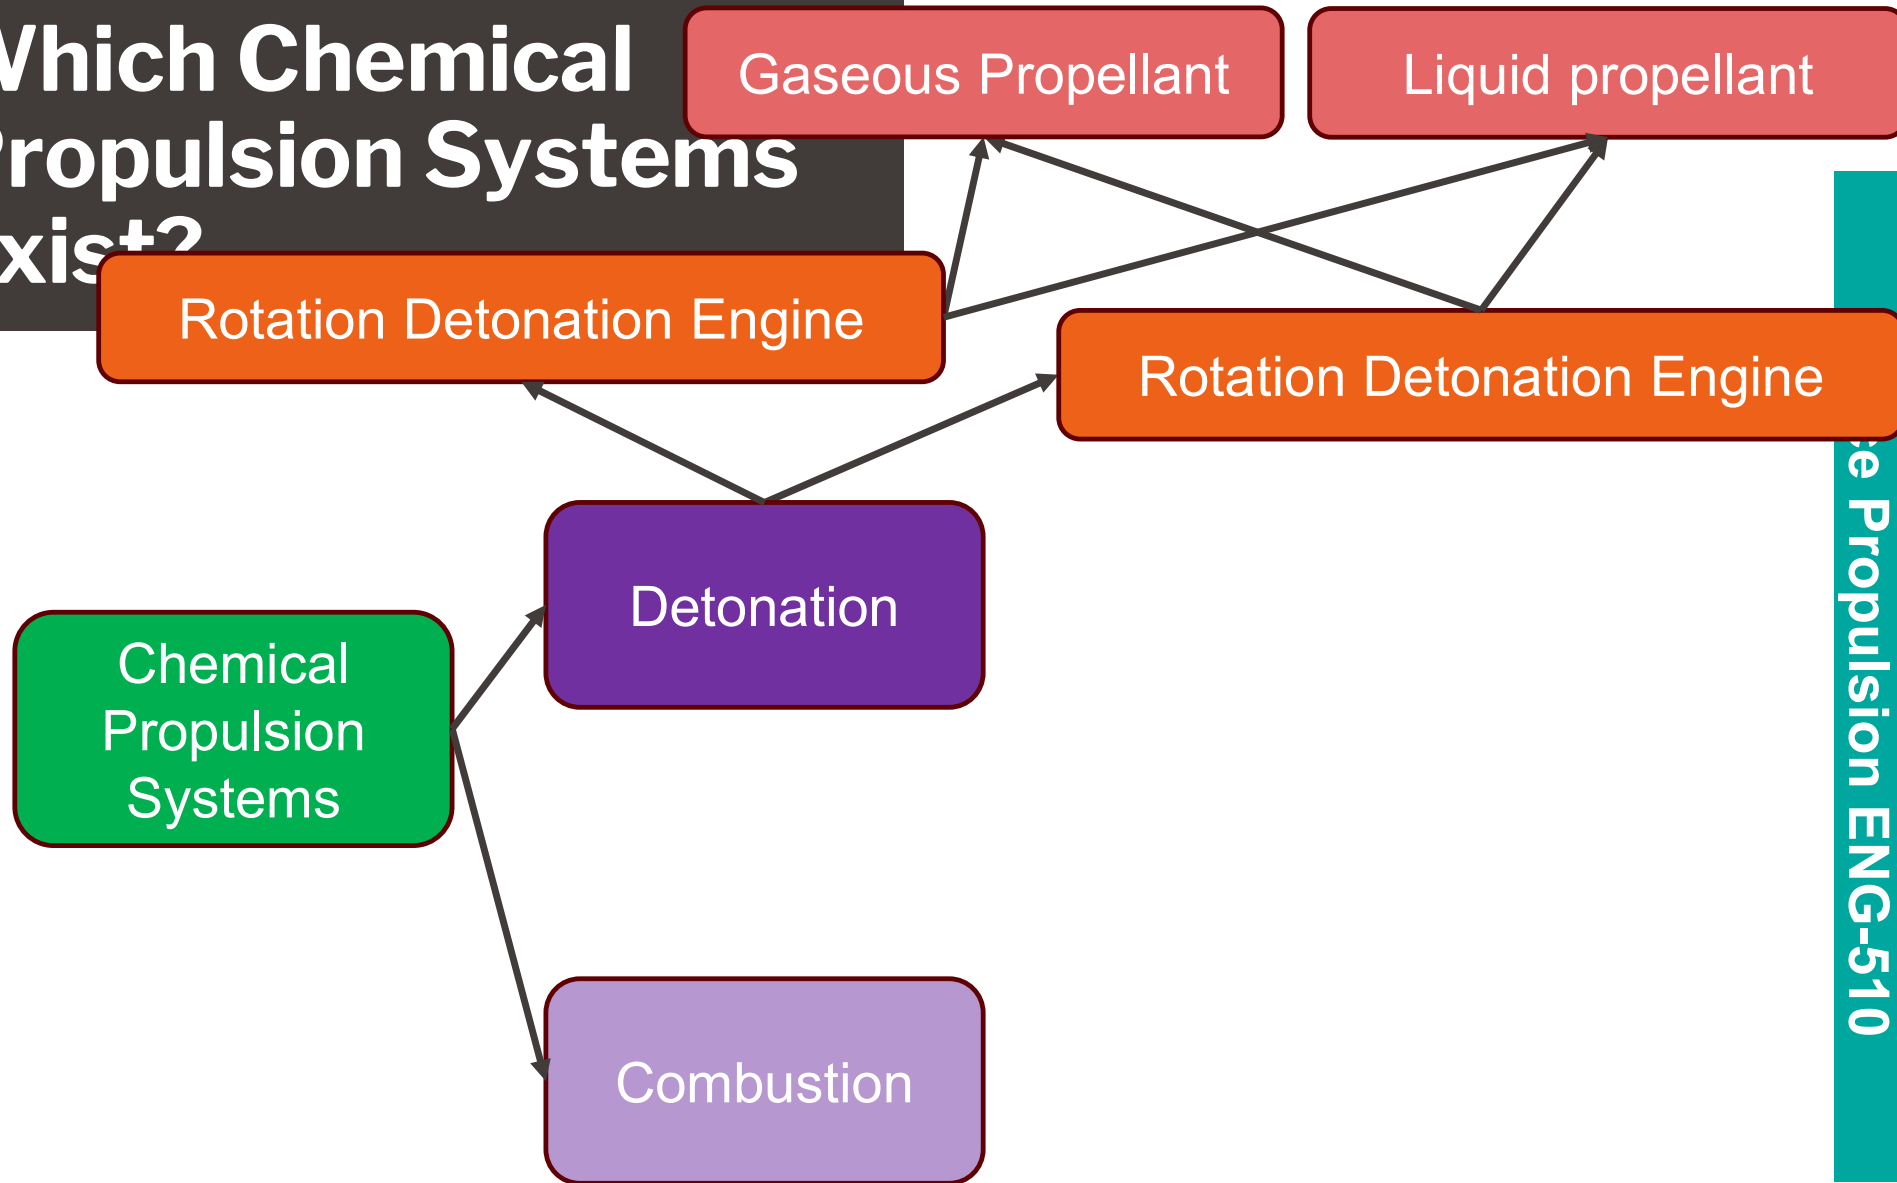 Which Chemical
Propulsion Systems
Exist?
Gaseous Propellant
Liquid propellant
Rotation Detonation Engine
Rotation Detonation Engine
Detonation
Chemical
Propulsion
Systems
Combustion
Propulsion ENG-510